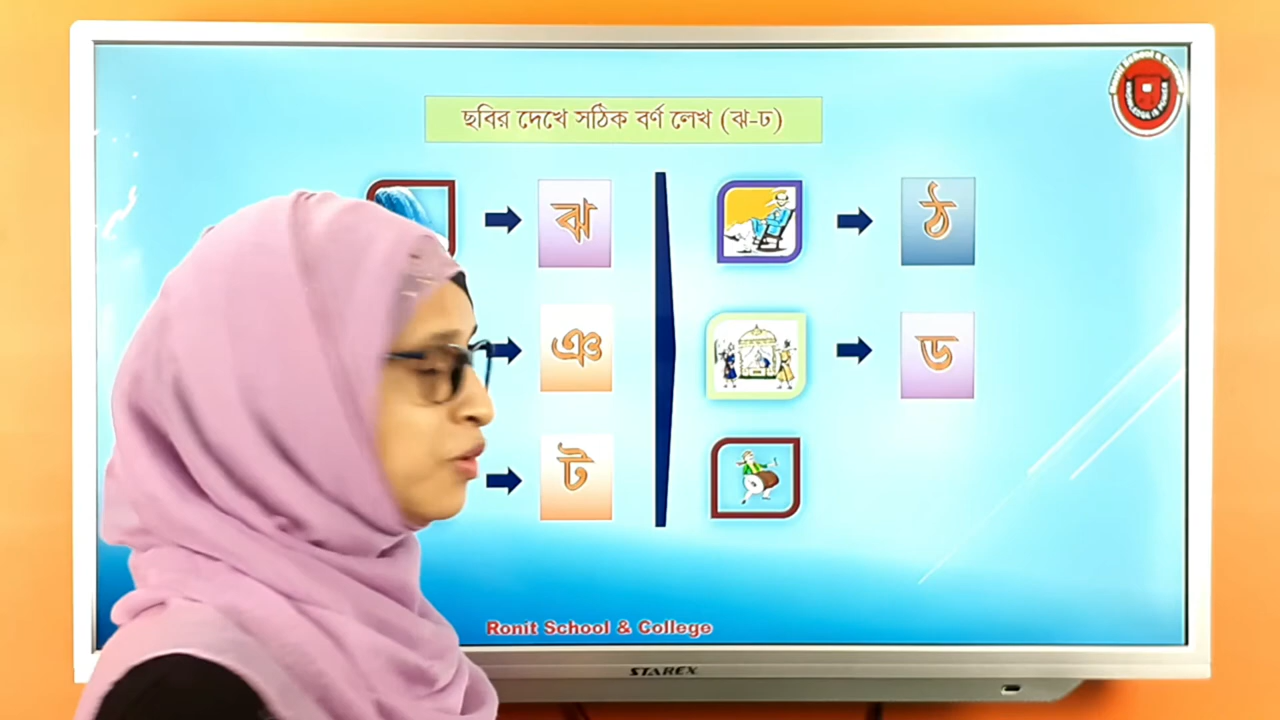 ছবির দেখে সঠিক বর্ণ লেখ (ঝ-ঢ)
ঝ
ঠ
ঞ
ড
ট
Ronit School & College
STAREX